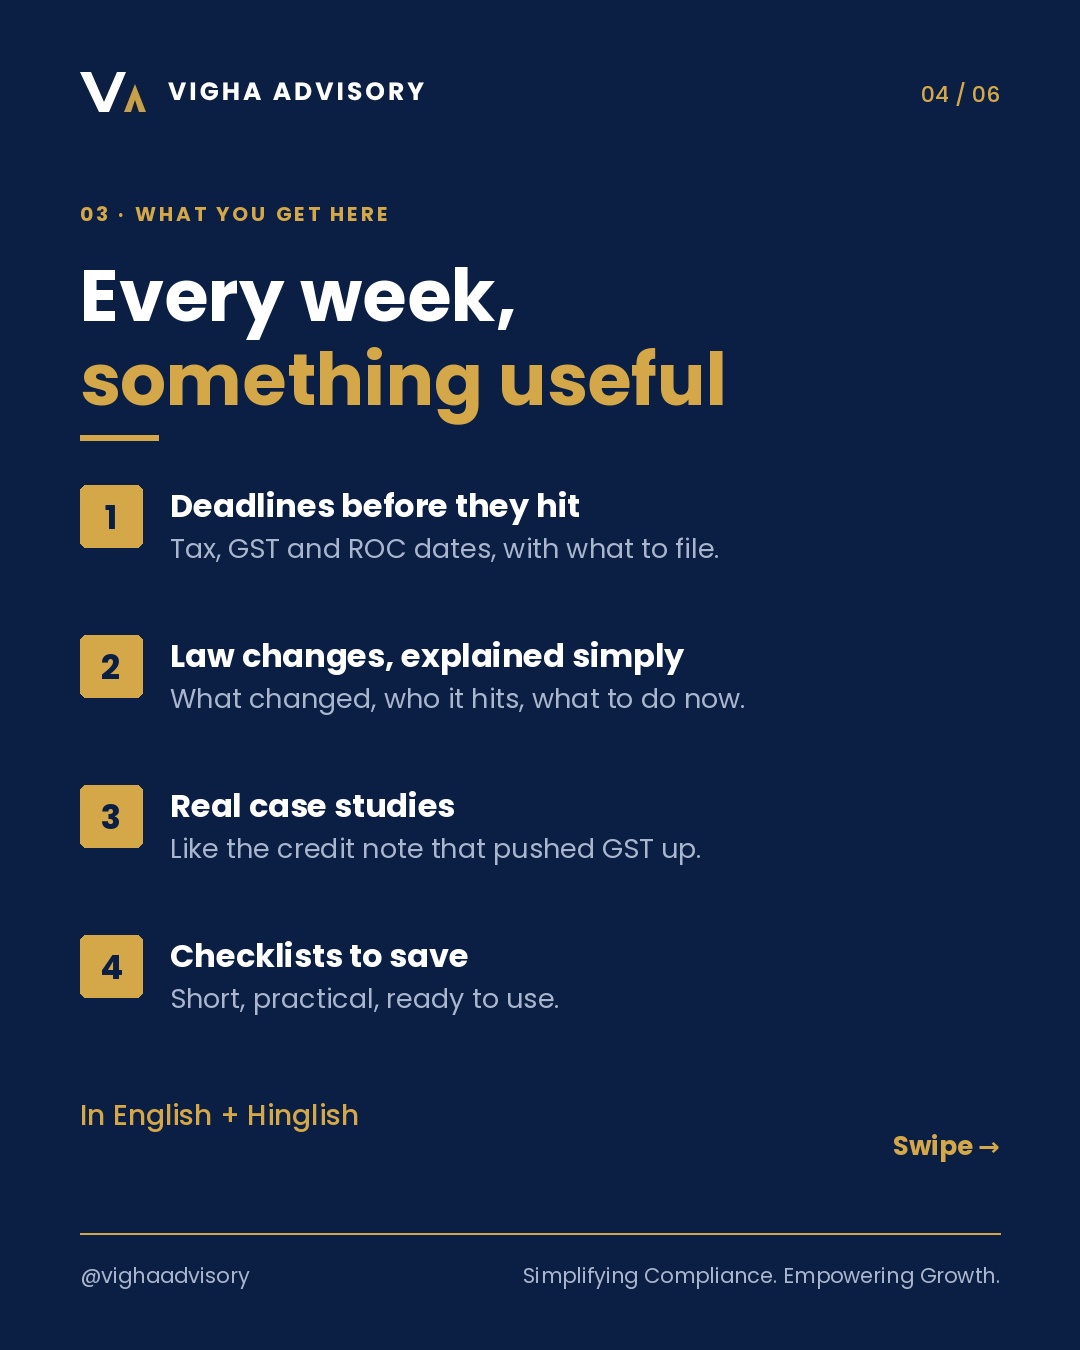 VA VIGHA ADVISORY
04 / 06
03 · WHAT YOU GET HERE
Every week,
something useful
1
Deadlines before they hit
Tax, GST and ROC dates, with what to file.
2
Law changes, explained simply
What changed, who it hits, what to do now.
3
Real case studies
Like the credit note that pushed GST up.
4
Checklists to save
Short, practical, ready to use.
In English + Hinglish
Swipe →
@vighaadvisory
Simplifying Compliance. Empowering Growth.